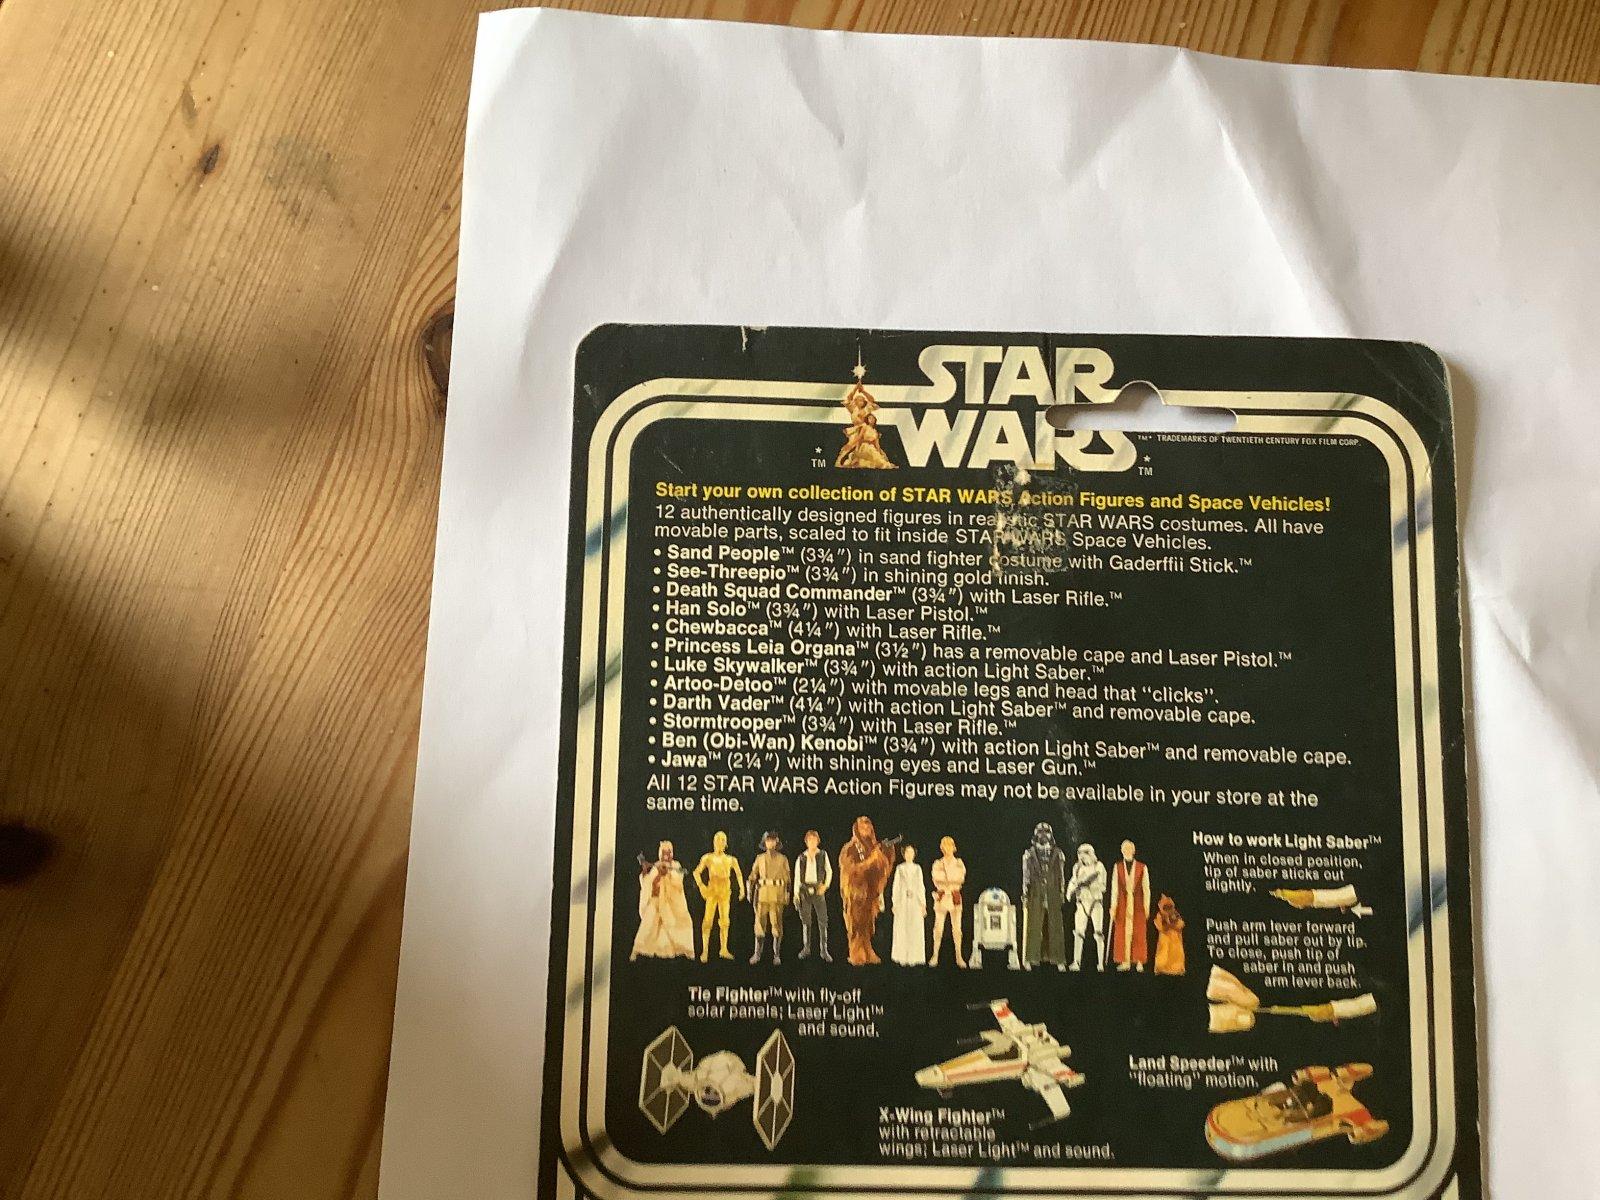 STAR
WARS
* TM
* TM
TM* TRADEMARKS OF TWENTIETH CENTURY FOX FILM CORP.
Start your own collection of STAR WARS Action Figures and Space Vehicles!
12 authentically designed figures in realistic STAR WARS costumes. All have
movable parts, scaled to fit inside STAR WARS Space Vehicles.
• Sand People™ (3¾") in sand fighter costume with Gaderffii Stick.™
• See-Threepio™ (3¾") in shining gold finish.
• Death Squad Commander™ (3¾") with Laser Rifle.™
• Han Solo™ (3¾") with Laser Pistol.™
• Chewbacca™ (4¼") with Laser Rifle.™
• Princess Leia Organa™ (3½") has a removable cape and Laser Pistol.™
• Luke Skywalker™ (3¾") with action Light Saber.™
• Artoo-Detoo™ (2¼") with movable legs and head that "clicks".
• Darth Vader™ (4¼") with action Light Saber™ and removable cape.
• Stormtrooper™ (3¾") with Laser Rifle.™
• Ben (Obi-Wan) Kenobi™ (3¾") with action Light Saber™ and removable cape.
• Jawa™ (2¼") with shining eyes and Laser Gun.™
All 12 STAR WARS Action Figures may not be available in your store at the
same time.
How to work Light Saber™
When in closed position,
tip of saber sticks out
slightly.
Push arm lever forward
and pull saber out by tip.
To close, push tip of
saber in and push
arm lever back.
Tie Fighter™ with fly-off
solar panels; Laser Light™
and sound.
X-Wing Fighter™
with retractable
wings; Laser Light™ and sound.
Land Speeder™ with
"floating" motion.